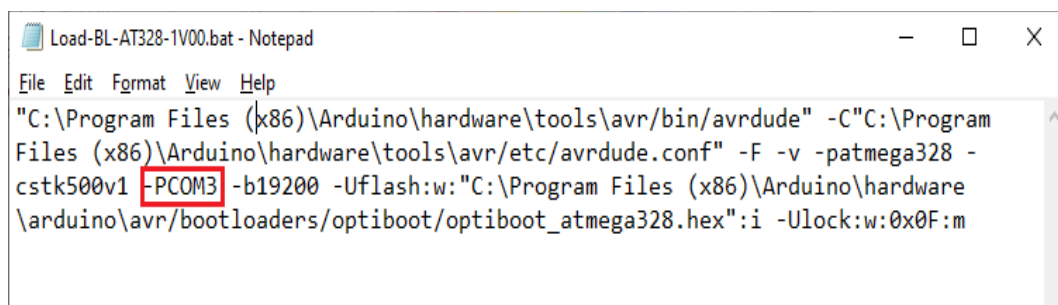 Load-BL-AT328-1V00.bat - Notepad
File Edit Format View Help
"C:\Program Files (x86)\Arduino\hardware\tools\avr/bin/avrdude" -C"C:\Program
Files (x86)\Arduino\hardware\tools\avr/etc/avrdude.conf" -F -v -patmega328 -
cstk500v1 -PCOM3 -b19200 -Uflash:w:"C:\Program Files (x86)\Arduino\hardware
\arduino\avr/bootloaders/optiboot/optiboot_atmega328.hex":i -Ulock:w:0x0F:m